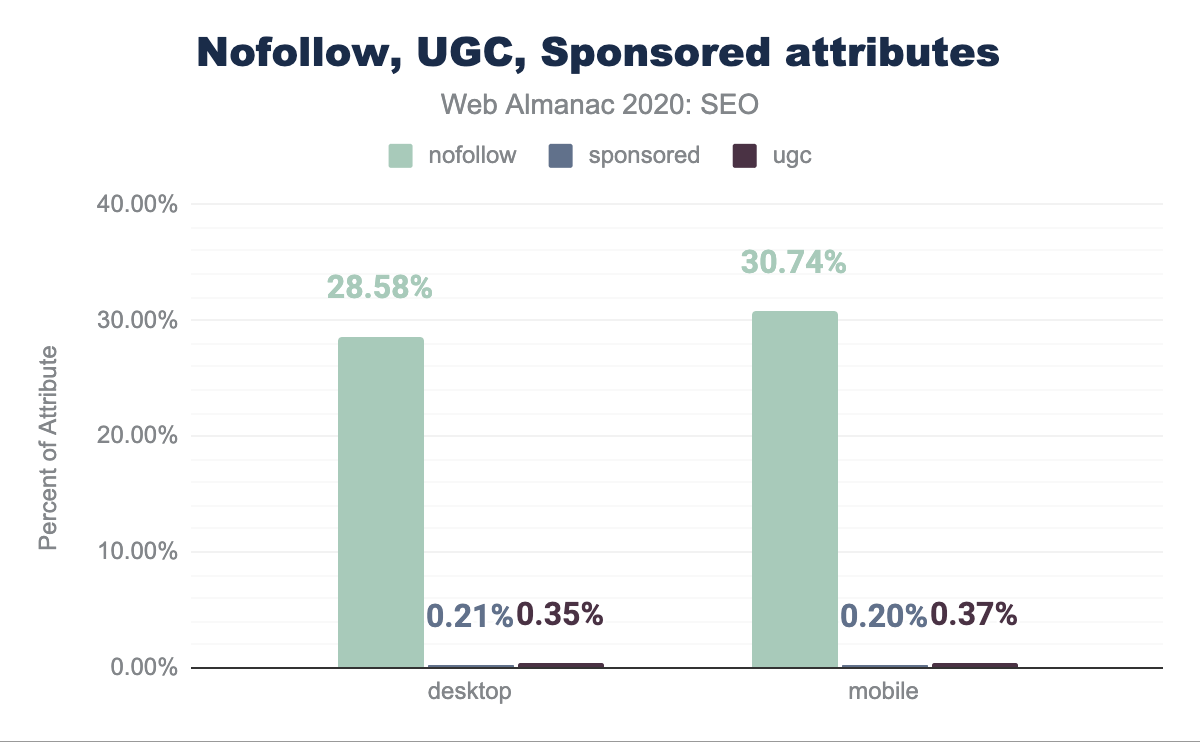 Nofollow, UGC, Sponsored attributes
Web Almanac 2020: SEO
nofollow sponsored ugc
40.00%
30.00%
20.00%
10.00%
0.00%
Percent of Attribute
28.58%
0.21%
0.35%
30.74%
0.20%
0.37%
desktop
mobile